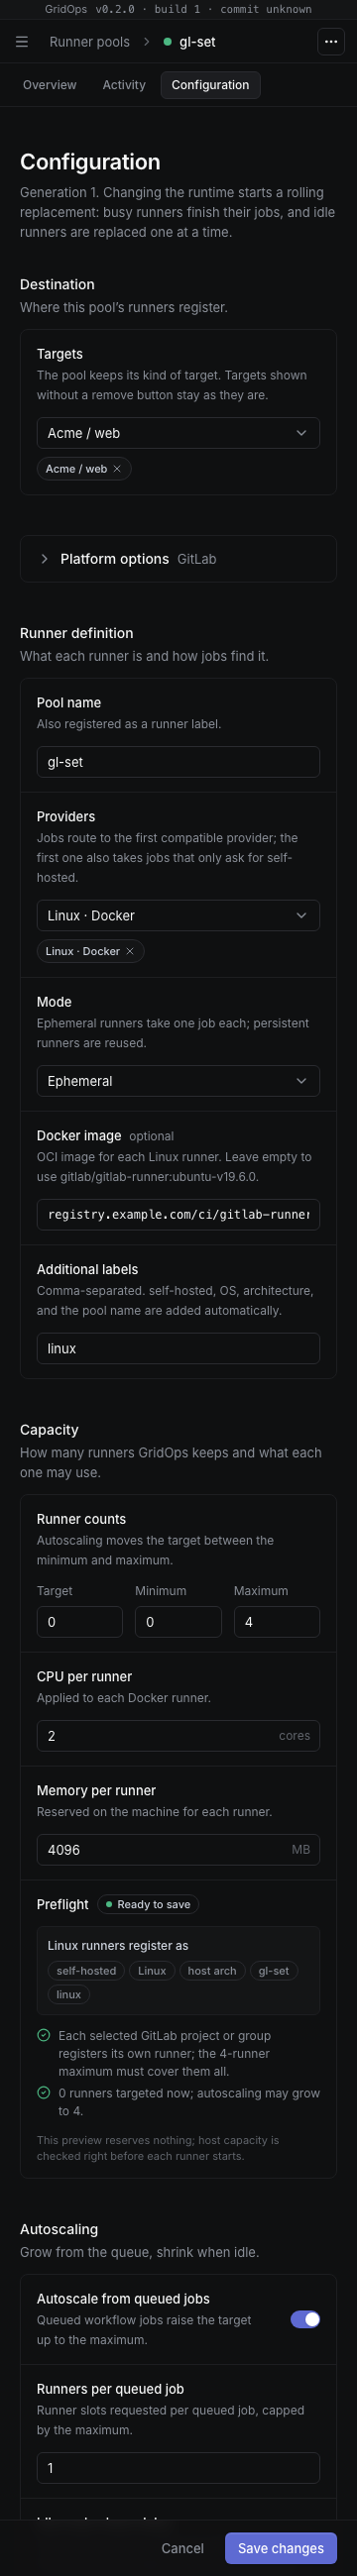 GridOps v0.2.0 · build 1 · commit unknown
Runner pools > gl-set
Overview Activity Configuration
Configuration
Generation 1. Changing the runtime starts a rolling
replacement: busy runners finish their jobs, and idle
runners are replaced one at a time.
Destination
Where this pool’s runners register.
Targets
The pool keeps its kind of target. Targets shown
without a remove button stay as they are.
Acme / web
Acme / web
Platform options GitLab
Runner definition
What each runner is and how jobs find it.
Pool name
Also registered as a runner label.
gl-set
Providers
Jobs route to the first compatible provider; the
first one also takes jobs that only ask for self-
hosted.
Linux · Docker
Linux · Docker
Mode
Ephemeral runners take one job each; persistent
runners are reused.
Ephemeral
Docker image optional
OCI image for each Linux runner. Leave empty to
use gitlab/gitlab-runner:ubuntu-v19.6.0.
registry.example.com/ci/gitlab-runner
Additional labels
Comma-separated. self-hosted, OS, architecture,
and the pool name are added automatically.
linux
Capacity
How many runners GridOps keeps and what each
one may use.
Runner counts
Autoscaling moves the target between the
minimum and maximum.
Target Minimum Maximum
0 0 4
CPU per runner
Applied to each Docker runner.
2 cores
Memory per runner
Reserved on the machine for each runner.
4096 MB
Preflight Ready to save
Linux runners register as
self-hosted Linux host arch gl-set
linux
Each selected GitLab project or group
registers its own runner; the 4-runner
maximum must cover them all.
0 runners targeted now; autoscaling may grow
to 4.
This preview reserves nothing; host capacity is
checked right before each runner starts.
Autoscaling
Grow from the queue, shrink when idle.
Autoscale from queued jobs
Queued workflow jobs raise the target
up to the maximum.
Runners per queued job
Runner slots requested per queued job, capped
by the maximum.
1
Cancel Save changes